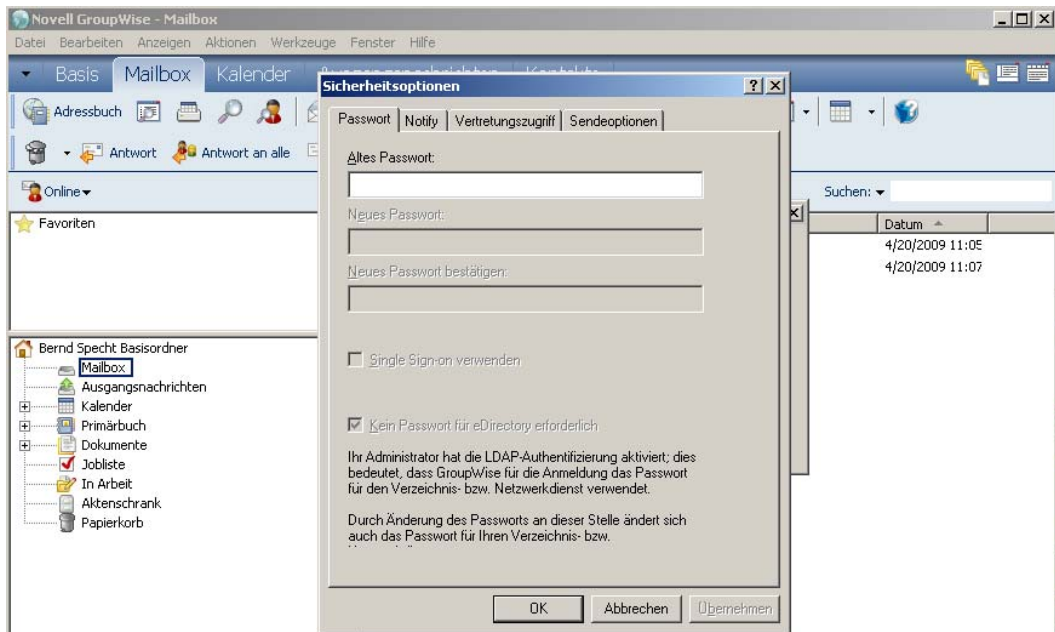 Novell GroupWise - Mailbox
Datei Bearbeiten Anzeigen Aktionen Werkzeuge Fenster Hilfe
Basis Mailbox Kalender
Adressbuch
Antwort Antwort an alle
Online
Suchen:
Favoriten
Datum
4/20/2009 11:05
4/20/2009 11:07
Bernd Specht Basisordner
Mailbox
Ausgangsnachrichten
Kalender
Primärbuch
Dokumente
Jobliste
In Arbeit
Aktenschrank
Papierkorb
Sicherheitsoptionen
Passwort Notify Vertretungszugriff Sendeoptionen
Altes Passwort:
Neues Passwort:
Neues Passwort bestätigen:
Single Sign-on verwenden
Kein Passwort für eDirectory erforderlich
Ihr Administrator hat die LDAP-Authentifizierung aktiviert; dies
bedeutet, dass GroupWise für die Anmeldung das Passwort
für den Verzeichnis- bzw. Netzwerkdienst verwendet.
Durch Änderung des Passworts an dieser Stelle ändert sich
auch das Passwort für Ihren Verzeichnis- bzw.
OK Abbrechen Übernehmen